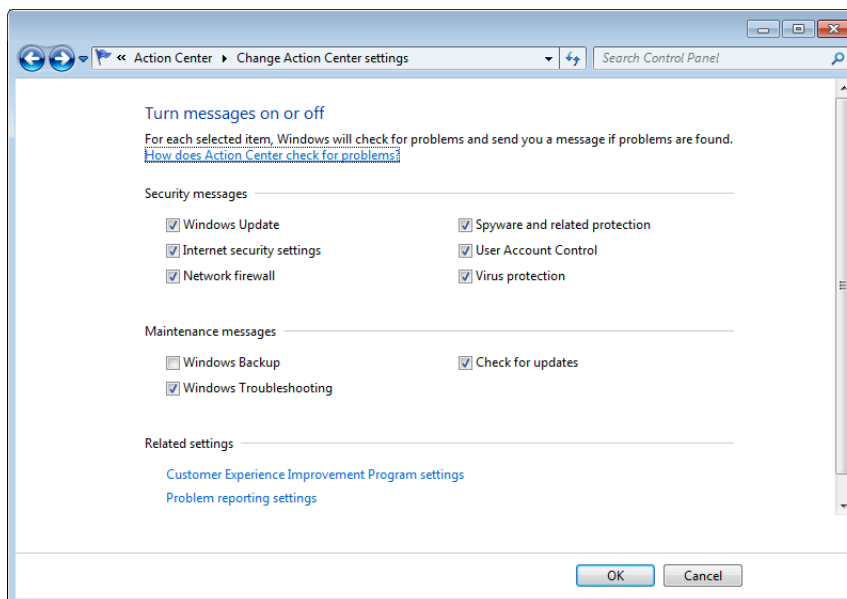 « Action Center ▸ Change Action Center settings
Search Control Panel
Turn messages on or off
For each selected item, Windows will check for problems and send you a message if problems are found.
How does Action Center check for problems?
Security messages
Windows Update
Spyware and related protection
Internet security settings
User Account Control
Network firewall
Virus protection
Maintenance messages
Windows Backup
Check for updates
Windows Troubleshooting
Related settings
Customer Experience Improvement Program settings
Problem reporting settings
OK
Cancel